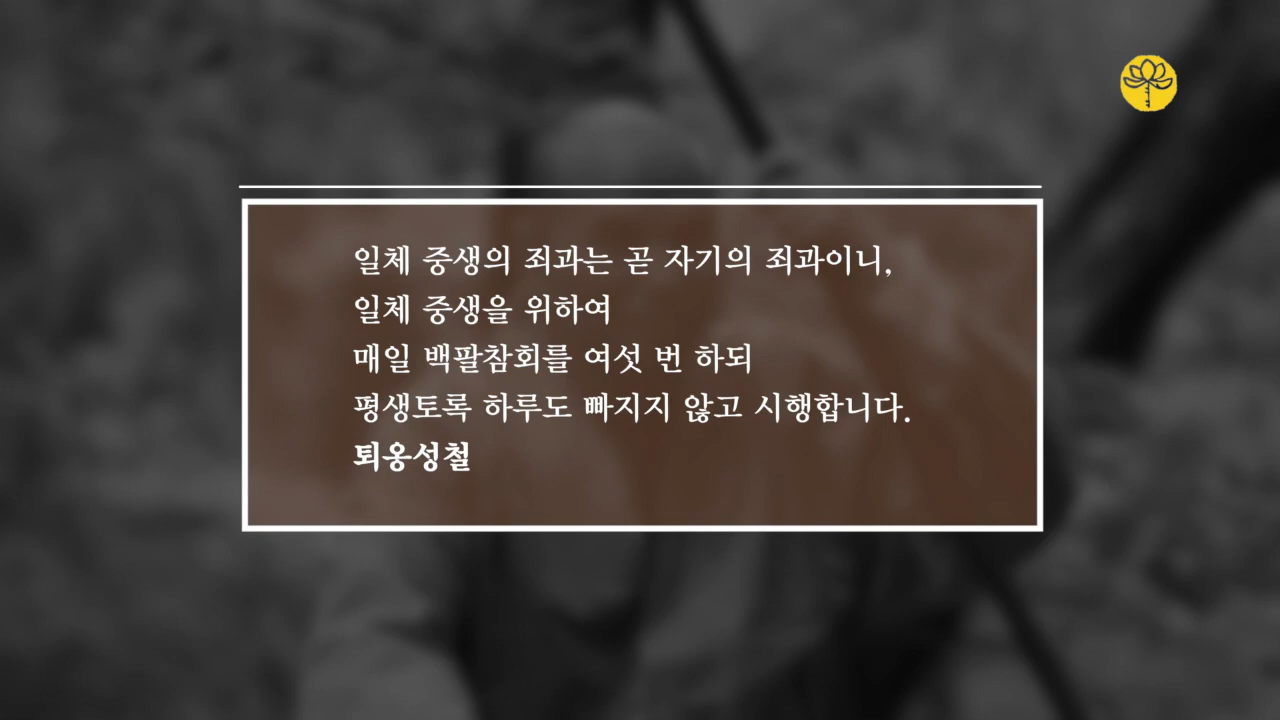 일체 중생의 죄과는 곧 자기의 죄과이니,
일체 중생을 위하여
매일 백팔참회를 여섯 번 하되
평생토록 하루도 빠지지 않고 시행합니다.
퇴옹성철